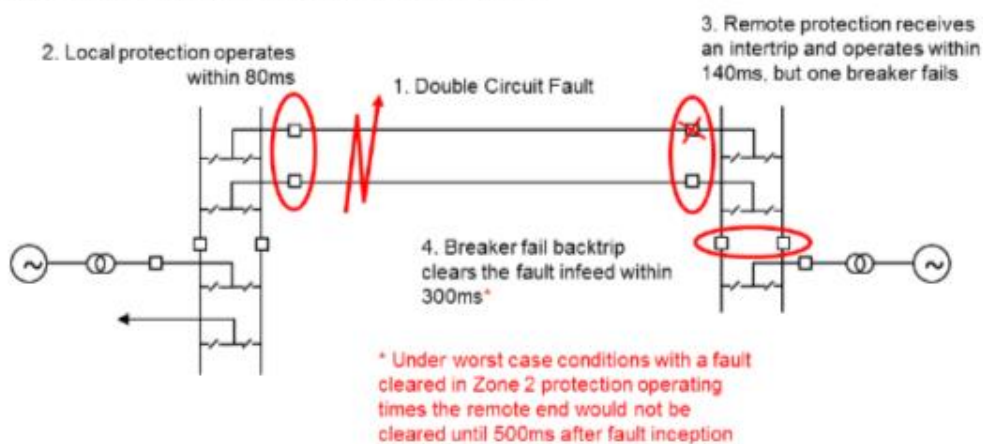 2. Local protection operates
within 80ms
1. Double Circuit Fault
3. Remote protection receives
an intertrip and operates within
140ms, but one breaker fails
4. Breaker fail backtrip
clears the fault infeed within
300ms*
* Under worst case conditions with a fault
cleared in Zone 2 protection operating
times the remote end would not be
cleared until 500ms after fault inception